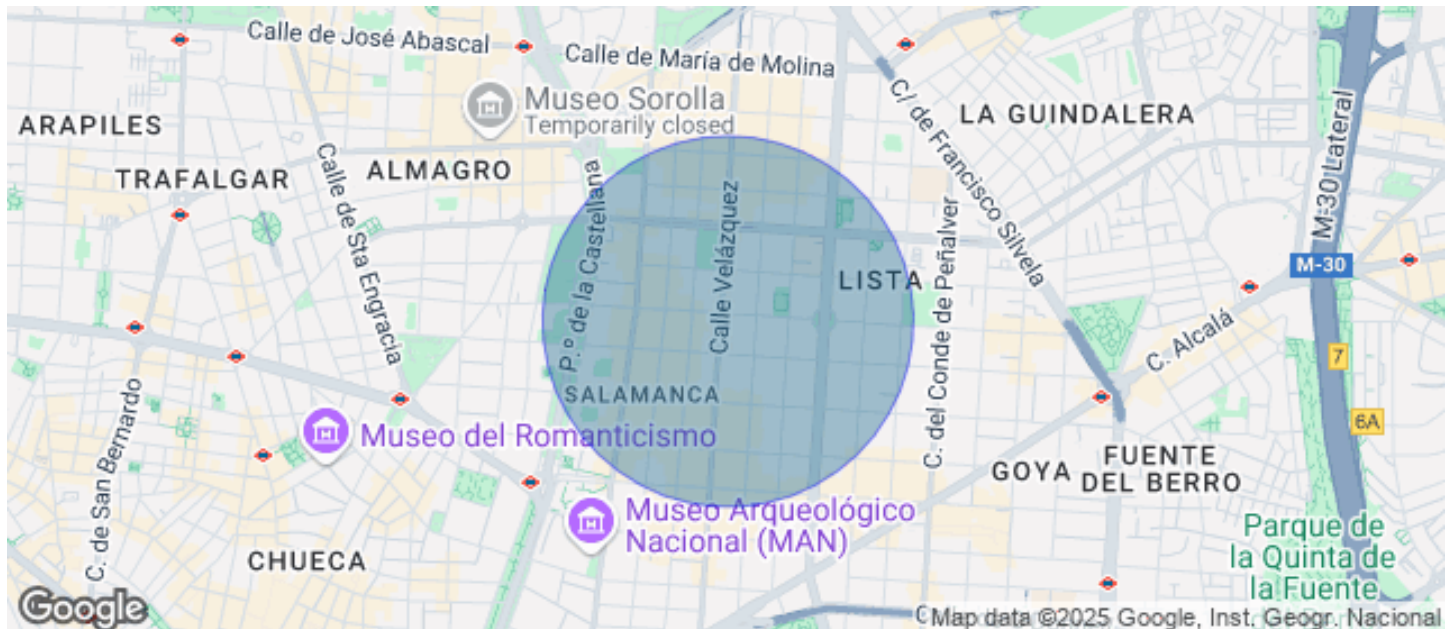 Calle de José Abascal
Calle de María de Molina
Museo Sorolla
Temporarily closed
ARAPILES
LA GUINDALERA
C/ de Francisco Silvela
M-30 Lateral
TRAFALGAR
ALMAGRO
Calle de Sta Engracia
P.º de la Castellana
Calle Velázquez
LISTA
C. del Conde de Peñalver
M-30
C. Alcalá
7
SALAMANCA
6A
C. de San Bernardo
Museo del Romanticismo
GOYA
FUENTE
DEL BERRO
Museo Arqueológico
Nacional (MAN)
CHUECA
Parque de
la Quinta de
la Fuente
Google
Map data ©2025 Google, Inst. Geogr. Nacional